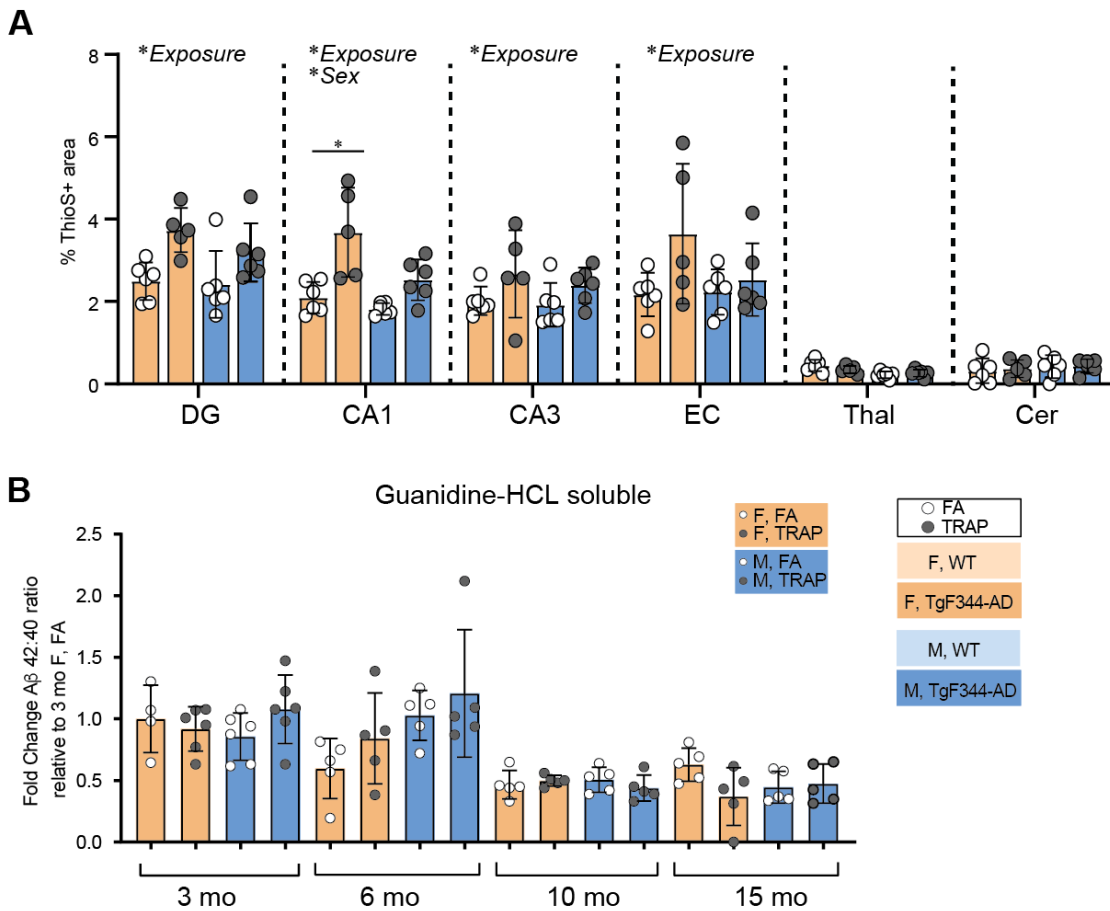 A
8
6
4
2
0
% ThioS+ area
*Exposure
*Exposure
*Sex
*Exposure
*Exposure
*
DG
CA1
CA3
EC
Thal
Cer
B
Guanidine-HCL soluble
2.5
2.0
1.5
1.0
0.5
0.0
Fold Change Aβ 42:40 ratio
relative to 3 mo F, FA
F, FA
F, TRAP
M, FA
M, TRAP
FA
TRAP
F, WT
F, TgF344-AD
M, WT
M, TgF344-AD
3 mo
6 mo
10 mo
15 mo